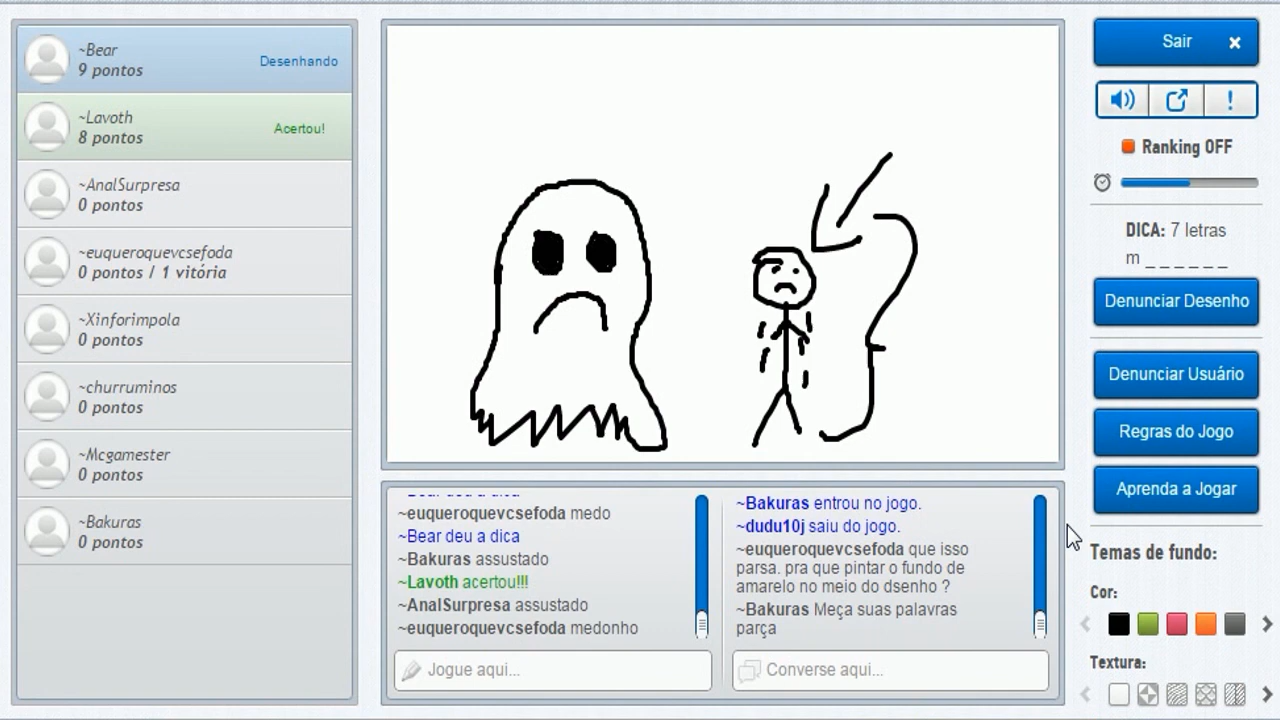 ~Bear
9 pontos
Desenhando
~Lavoth
8 pontos
Acertou!
~AnalSurpresa
0 pontos
~euqueroquevcsefoda
0 pontos / 1 vitória
~Xinforimpola
0 pontos
~churruminos
0 pontos
~Mcgamester
0 pontos
~Bakuras
0 pontos
~Bear deu a dica
~euqueroquevcsefoda medo
~Bear deu a dica
~Bakuras assustado
~Lavoth acertou!!!
~AnalSurpresa assustado
~euqueroquevcsefoda medonho
Jogue aqui...
~Bakuras entrou no jogo.
~dudu10j saiu do jogo.
~euqueroquevcsefoda que isso
parsa. pra que pintar o fundo de
amarelo no meio do dsenho ?
~Bakuras Meça suas palavras
parça
Converse aqui...
Sair ×
!
Ranking OFF
DICA: 7 letras
m _ _ _ _ _ _
Denunciar Desenho
Denunciar Usuário
Regras do Jogo
Aprenda a Jogar
Temas de fundo:
Cor:
Textura: